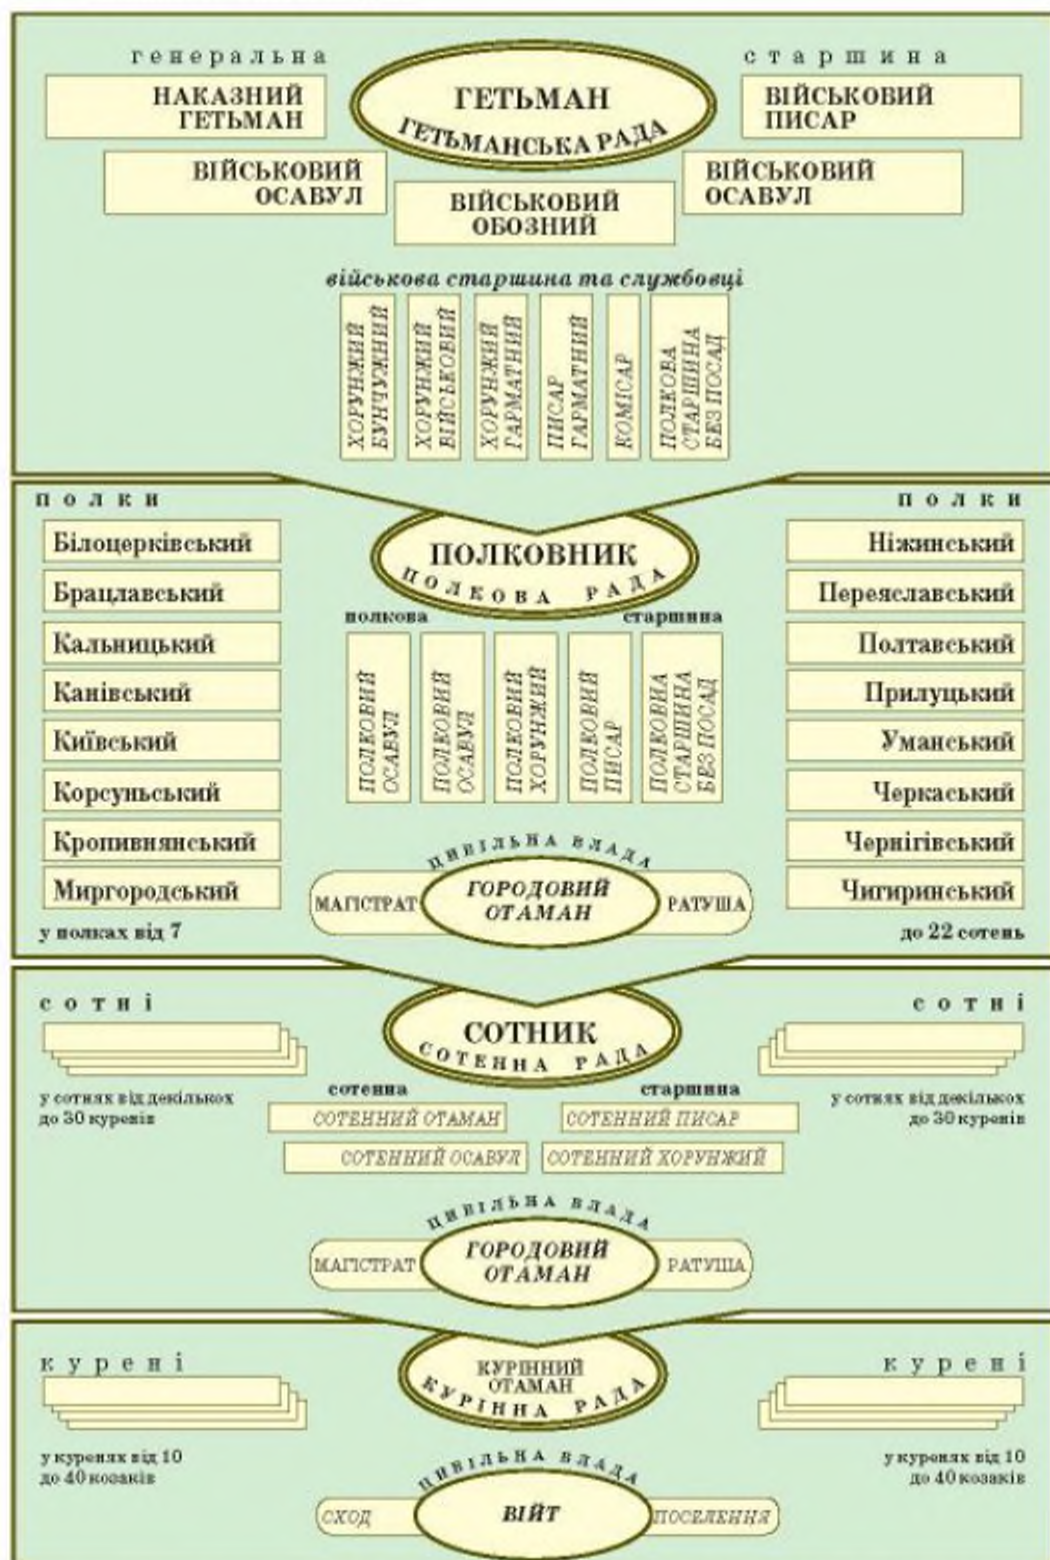 генеральна
старшина
НАКАЗНИЙ
ГЕТЬМАН
ГЕТЬМАН
ГЕТЬМАНСЬКА РАДА
ВІЙСЬКОВИЙ
ПИСАР
ВІЙСЬКОВИЙ
ОСАВУЛ
ВІЙСЬКОВИЙ
ОБОЗНИЙ
ВІЙСЬКОВИЙ
ОСАВУЛ
військова старшина та службовці
ХОРУНЖИЙ
БУНЧУЖНИЙ
ХОРУНЖИЙ
ВІЙСЬКОВИЙ
ХОРУНЖИЙ
ГАРМАТНИЙ
ПИСАР
ГАРМАТНИЙ
КОМІСАР
ПОЛКОВА
СТАРШИНА
БЕЗ ПОСАД
полки
полки
ПОЛКОВНИК
ПОЛКОВА РАДА
Білоцерківський
Брацлавський
Кальницький
Канівський
Київський
Корсуньський
Кропивнянський
Миргородський
у полках від 7
полкова
старшина
ПОЛКОВИЙ
ОСАВУЛ
ПОЛКОВИЙ
ОСАВУЛ
ПОЛКОВИЙ
ХОРУНЖИЙ
ПОЛКОВИЙ
ПИСАР
ПОЛКОВНА
СТАРШИНА
БЕЗ ПОСАД
ЦИВІЛЬНА ВЛАДА
МАГІСТРАТ
ГОРОДОВИЙ
ОТАМАН
РАТУША
Ніжинський
Переяславський
Полтавський
Прилуцький
Уманський
Черкаський
Чернігівський
Чигиринський
до 22 сотень
сотні
сотні
СОТНИК
СОТЕННА РАДА
у сотнях від декількох
до 30 куренів
у сотнях від декількох
до 30 куренів
сотенна
старшина
СОТЕННИЙ ОТАМАН
СОТЕННИЙ ПИСАР
СОТЕННИЙ ОСАВУЛ
СОТЕННИЙ ХОРУНЖИЙ
ЦИВІЛЬНА ВЛАДА
МАГІСТРАТ
ГОРОДОВИЙ
ОТАМАН
РАТУША
курені
курені
КУРІННИЙ
ОТАМАН
КУРІННА РАДА
у куренях від 10
до 40 козаків
у куренях від 10
до 40 козаків
ЦИВІЛЬНА ВЛАДА
СХОД
ВІЙТ
ПОСЕЛЕННЯ